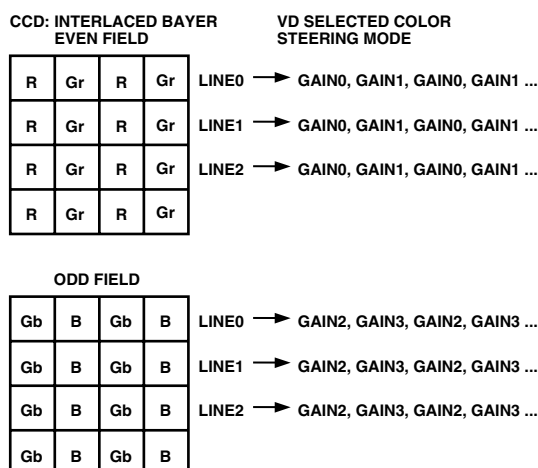 CCD: INTERLACED BAYER
EVEN FIELD
VD SELECTED COLOR
STEERING MODE
R Gr R Gr LINE0 GAIN0, GAIN1, GAIN0, GAIN1 ...
R Gr R Gr LINE1 GAIN0, GAIN1, GAIN0, GAIN1 ...
R Gr R Gr LINE2 GAIN0, GAIN1, GAIN0, GAIN1 ...
R Gr R Gr
ODD FIELD
Gb B Gb B LINE0 GAIN2, GAIN3, GAIN2, GAIN3 ...
Gb B Gb B LINE1 GAIN2, GAIN3, GAIN2, GAIN3 ...
Gb B Gb B LINE2 GAIN2, GAIN3, GAIN2, GAIN3 ...
Gb B Gb B